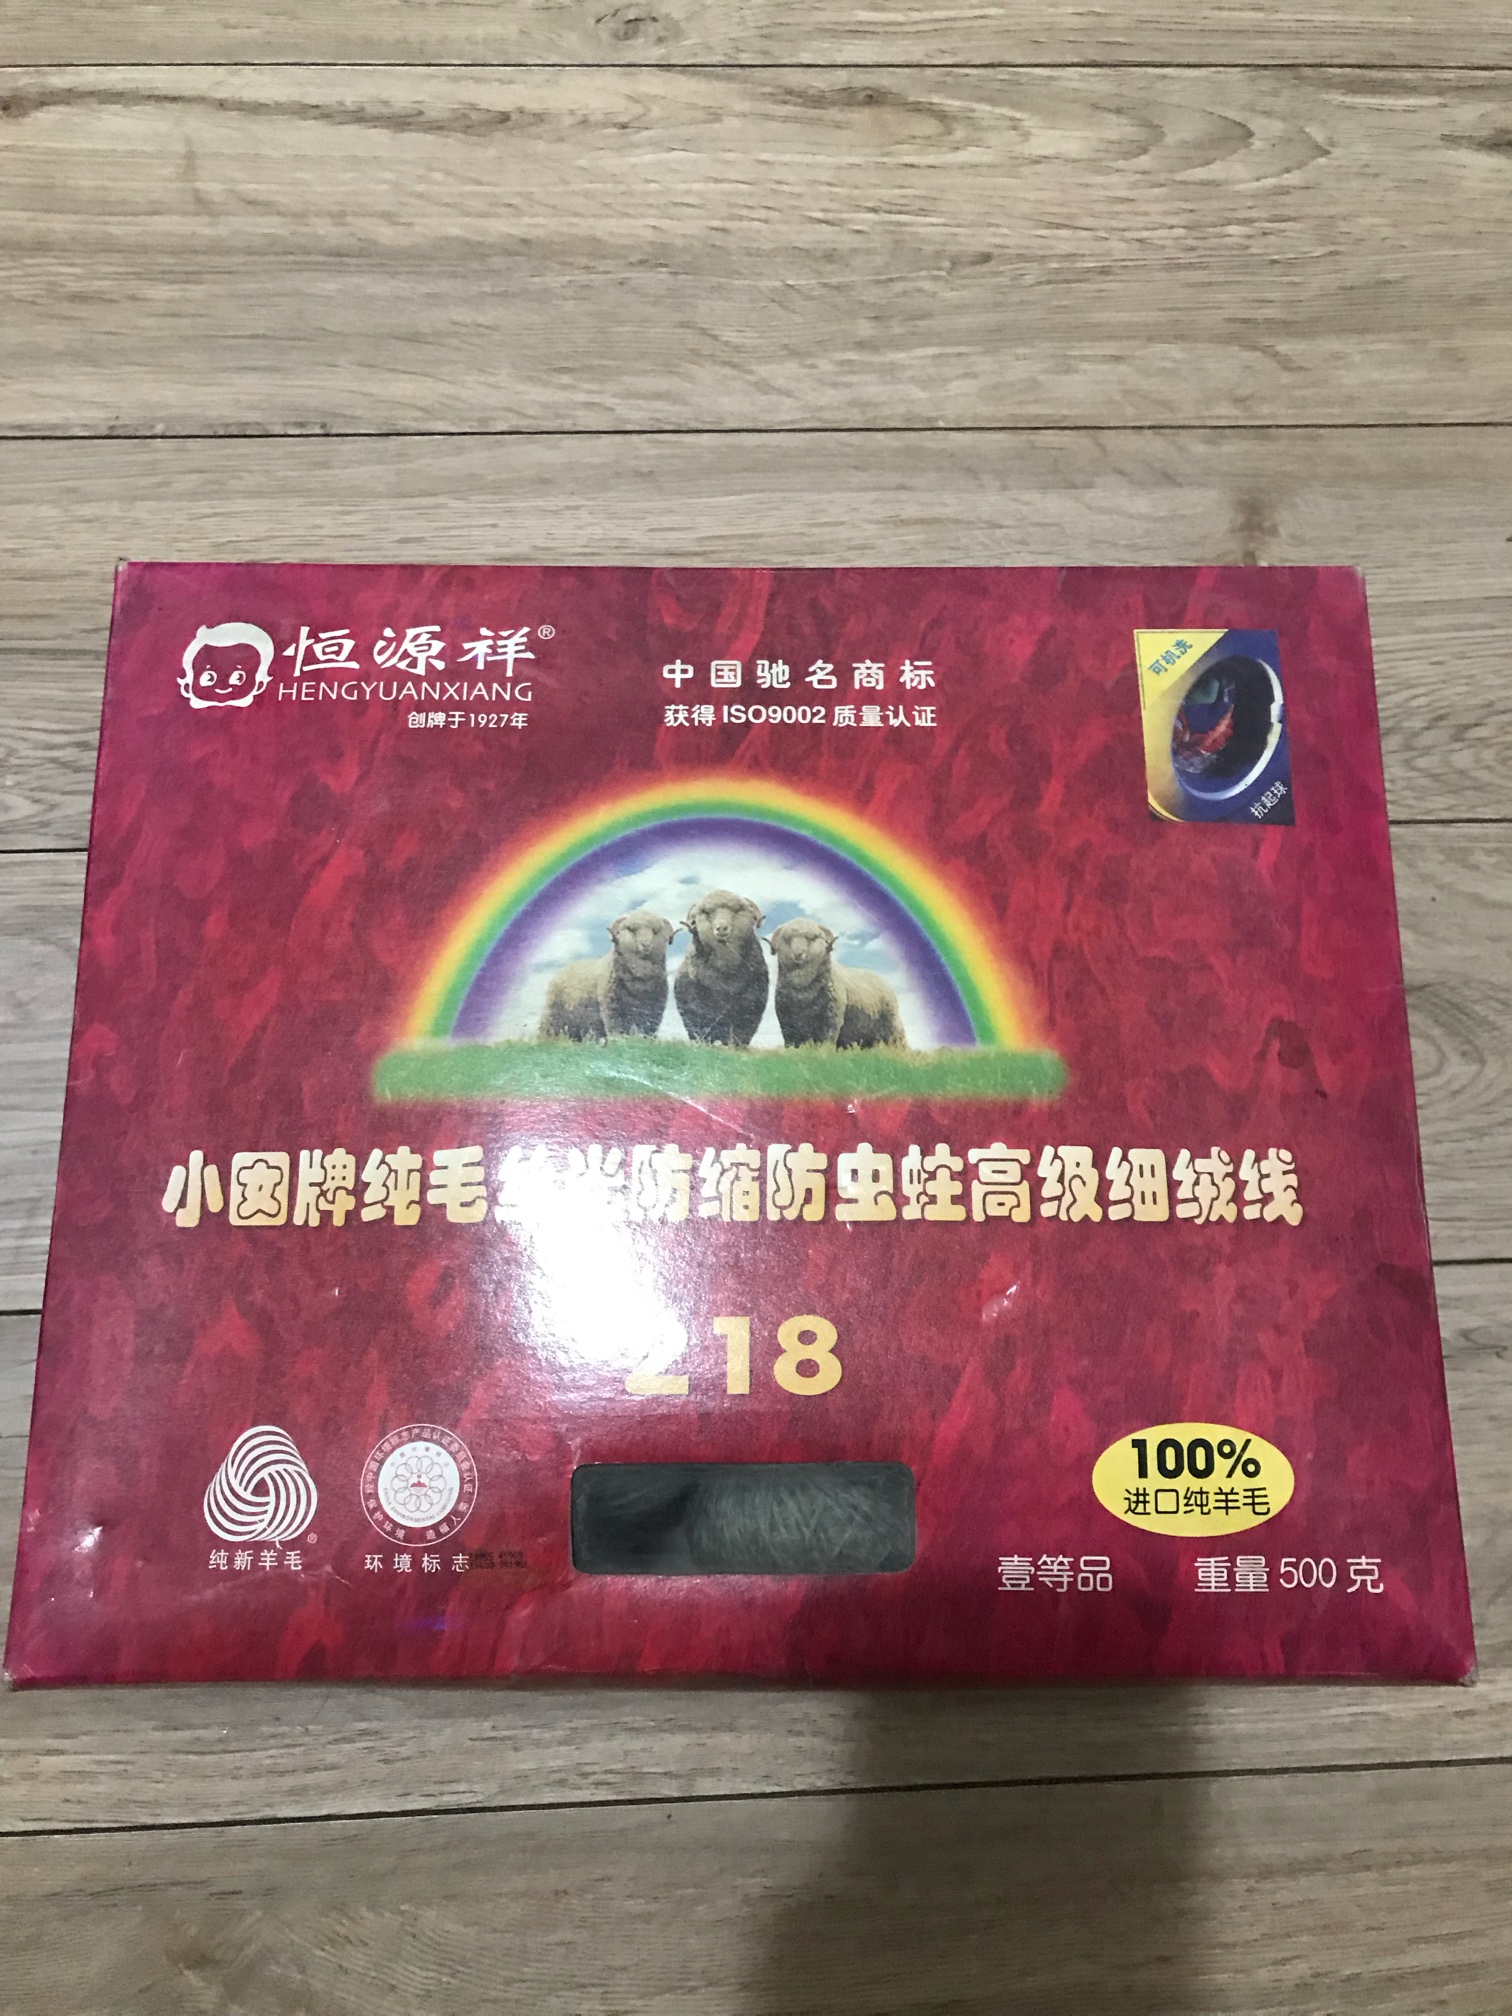 恒源祥®
HENGYUANXIANG
创牌于1927年
中国驰名商标
获得ISO9002质量认证
可机洗
抗起球
小囡牌纯毛 防缩防虫蛀高级细绒线
218
纯新羊毛®
环境标志
100%
进口纯羊毛
壹等品
重量500克